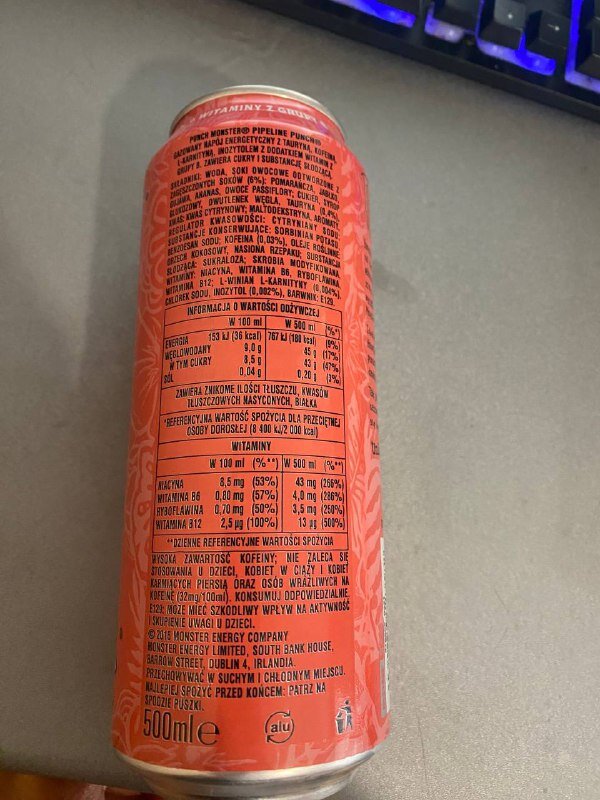 WITAMINY Z GRUPY
PUNCH MONSTER® PIPELINE PUNCH®
GAZOWANY NAPÓJ ENERGETYCZNY Z TAURYNĄ, KOFEINĄ,
L-KARNITYNĄ, INOZYTOLEM Z DODATKIEM WITAMIN Z
GRUPY B. ZAWIERA CUKRY I SUBSTANCJĘ SŁODZĄCĄ.
SKŁADNIKI: WODA, SOKI OWOCOWE ODTWORZONE Z
ZAGĘSZCZONYCH SOKÓW (6%): POMARAŃCZA, JABŁKO,
GUJAWA, ANANAS, OWOCE PASSIFLORY; CUKIER, SYROP
GLUKOZOWY, DWUTLENEK WĘGLA, TAURYNA (0,4%),
KWAS: KWAS CYTRYNOWY; MALTODEKSTRYNA, AROMATY,
REGULATOR KWASOWOŚCI: CYTRYNIANY SODU;
SUBSTANCJE KONSERWUJĄCE: SORBINIAN POTASU,
BENZOESAN SODU; KOFEINA (0,03%), OLEJE ROŚLINNE:
ORZECH KOKOSOWY, NASIONA RZEPAKU; SUBSTANCJA
SŁODZĄCA: SUKRALOZA; SKROBIA MODYFIKOWANA,
WITAMINY: NIACYNA, WITAMINA B6, RYBOFLAWINA,
WITAMINA B12; L-WINIAN L-KARNITYNY (0,004%),
CHLOREK SODU, INOZYTOL (0,002%), BARWNIK: E129.
INFORMACJA O WARTOŚCI ODŻYWCZEJ
W 100 ml W 500 ml (%*)
ENERGIA 153 kJ (36 kcal) 767 kJ (180 kcal) (9%)
WĘGLOWODANY 9,0 g 45 g (17%)
W TYM CUKRY 8,5 g 43 g (47%)
SÓL 0,04 g 0,20 g (3%)
ZAWIERA ZNIKOME ILOŚCI TŁUSZCZU, KWASÓW
TŁUSZCZOWYCH NASYCONYCH, BIAŁKA
*REFERENCYJNA WARTOŚĆ SPOŻYCIA DLA PRZECIĘTNEJ
OSOBY DOROSŁEJ (8 400 kJ/2 000 kcal)
WITAMINY
W 100 ml (%**) W 500 ml (%**)
NIACYNA 8,5 mg (53%) 43 mg (266%)
WITAMINA B6 0,80 mg (57%) 4,0 mg (286%)
RYBOFLAWINA 0,70 mg (50%) 3,5 mg (250%)
WITAMINA B12 2,5 µg (100%) 13 µg (500%)
**DZIENNE REFERENCYJNE WARTOŚCI SPOŻYCIA
WYSOKA ZAWARTOŚĆ KOFEINY; NIE ZALECA SIĘ
STOSOWANIA U DZIECI, KOBIET W CIĄŻY I KOBIET
KARMIĄCYCH PIERSIĄ ORAZ OSÓB WRAŻLIWYCH NA
KOFEINĘ (32mg/100ml). KONSUMUJ ODPOWIEDZIALNIE.
E129: MOŻE MIEĆ SZKODLIWY WPŁYW NA AKTYWNOŚĆ
I SKUPIENIE UWAGI U DZIECI.
© 2015 MONSTER ENERGY COMPANY
MONSTER ENERGY LIMITED, SOUTH BANK HOUSE,
BARROW STREET, DUBLIN 4, IRLANDIA.
PRZECHOWYWAĆ W SUCHYM I CHŁODNYM MIEJSCU.
NAJLEPIEJ SPOŻYĆ PRZED KOŃCEM: PATRZ NA
SPODZIE PUSZKI.
500ml e
alu